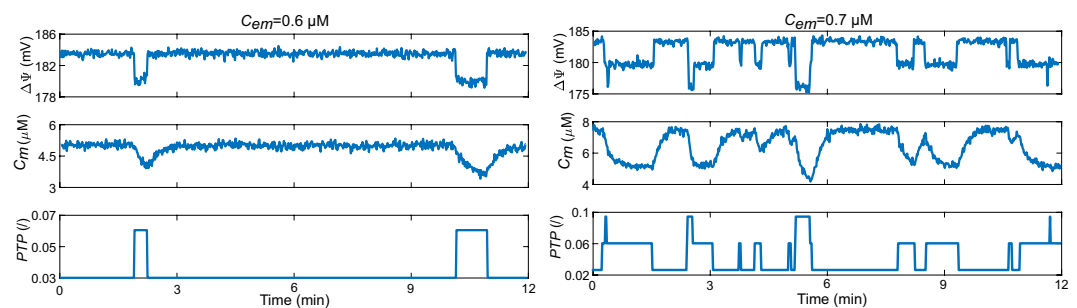 C_em=0.6 µM
186
182
178
ΔΨ (mV)
6
4.5
3
C_m (µM)
0.07
0.05
0.03
PTP (/)
0
3
6
9
12
Time (min)
C_em=0.7 µM
185
180
175
ΔΨ (mV)
8
6
4
C_m (µM)
0.1
0.06
0.02
PTP (/)
0
3
6
9
12
Time (min)